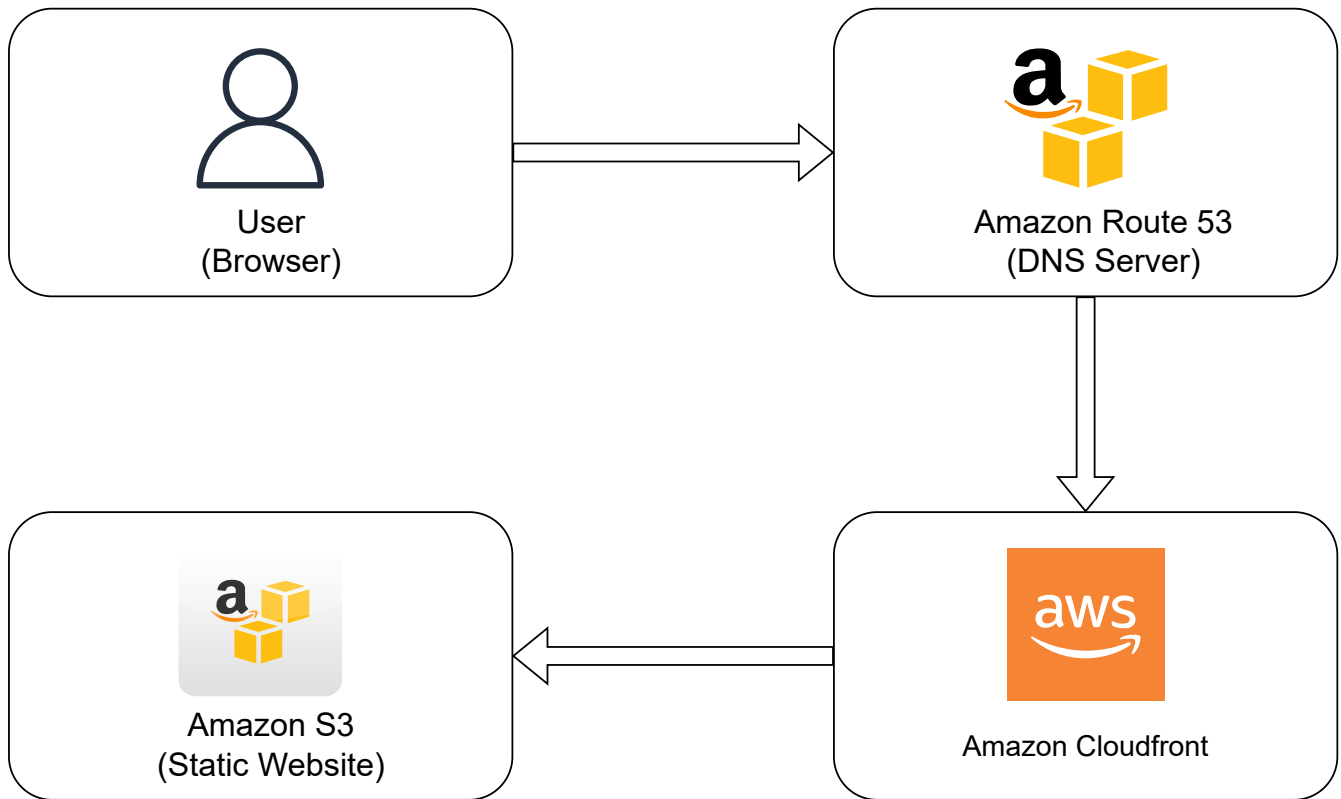 User
(Browser)
a
Amazon Route 53
(DNS Server)
a
Amazon S3
(Static Website)
aws
Amazon Cloudfront